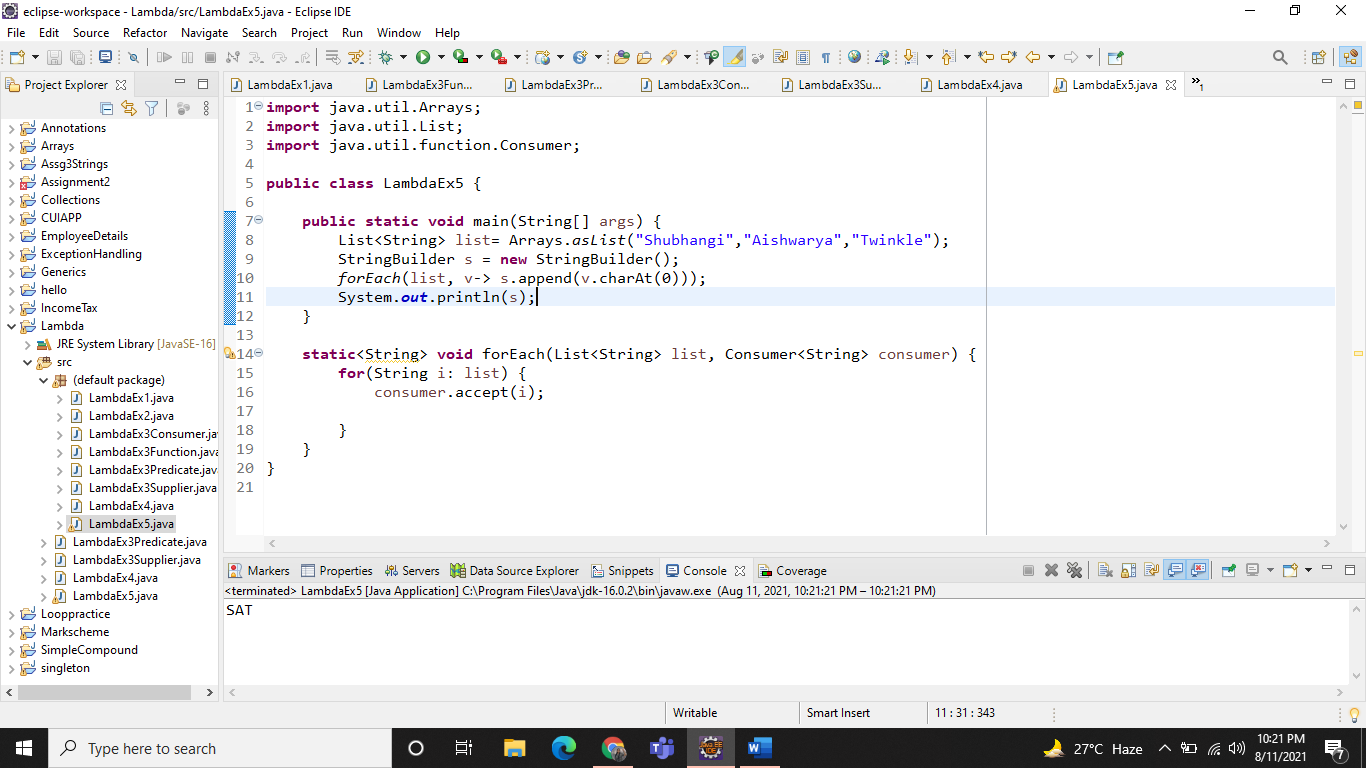 eclipse-workspace - Lambda/src/LambdaEx5.java - Eclipse IDE
File Edit Source Refactor Navigate Search Project Run Window Help
Project Explorer
LambdaEx1.java LambdaEx3Fun... LambdaEx3Pr... LambdaEx3Con... LambdaEx3Su... LambdaEx4.java LambdaEx5.java »1
Annotations
Arrays
Assg3Strings
Assignment2
Collections
CUIAPP
EmployeeDetails
ExceptionHandling
Generics
hello
IncomeTax
Lambda
JRE System Library [JavaSE-16]
src
(default package)
LambdaEx1.java
LambdaEx2.java
LambdaEx3Consumer.ja
LambdaEx3Function.java
LambdaEx3Predicate.jav
LambdaEx3Supplier.java
LambdaEx4.java
LambdaEx5.java
LambdaEx3Predicate.java
LambdaEx3Supplier.java
LambdaEx4.java
LambdaEx5.java
Looppractice
Markscheme
SimpleCompound
singleton
1 import java.util.Arrays;
2 import java.util.List;
3 import java.util.function.Consumer;
4
5 public class LambdaEx5 {
6
7 public static void main(String[] args) {
8 List<String> list= Arrays.asList("Shubhangi","Aishwarya","Twinkle");
9 StringBuilder s = new StringBuilder();
10 forEach(list, v-> s.append(v.charAt(0)));
11 System.out.println(s);
12 }
13
14 static<String> void forEach(List<String> list, Consumer<String> consumer) {
15 for(String i: list) {
16 consumer.accept(i);
17
18 }
19 }
20 }
21
Markers Properties Servers Data Source Explorer Snippets Console Coverage
<terminated> LambdaEx5 [Java Application] C:\Program Files\Java\jdk-16.0.2\bin\javaw.exe (Aug 11, 2021, 10:21:21 PM – 10:21:21 PM)
SAT
Writable Smart Insert 11 : 31 : 343
Type here to search
27°C Haze
10:21 PM
8/11/2021
7